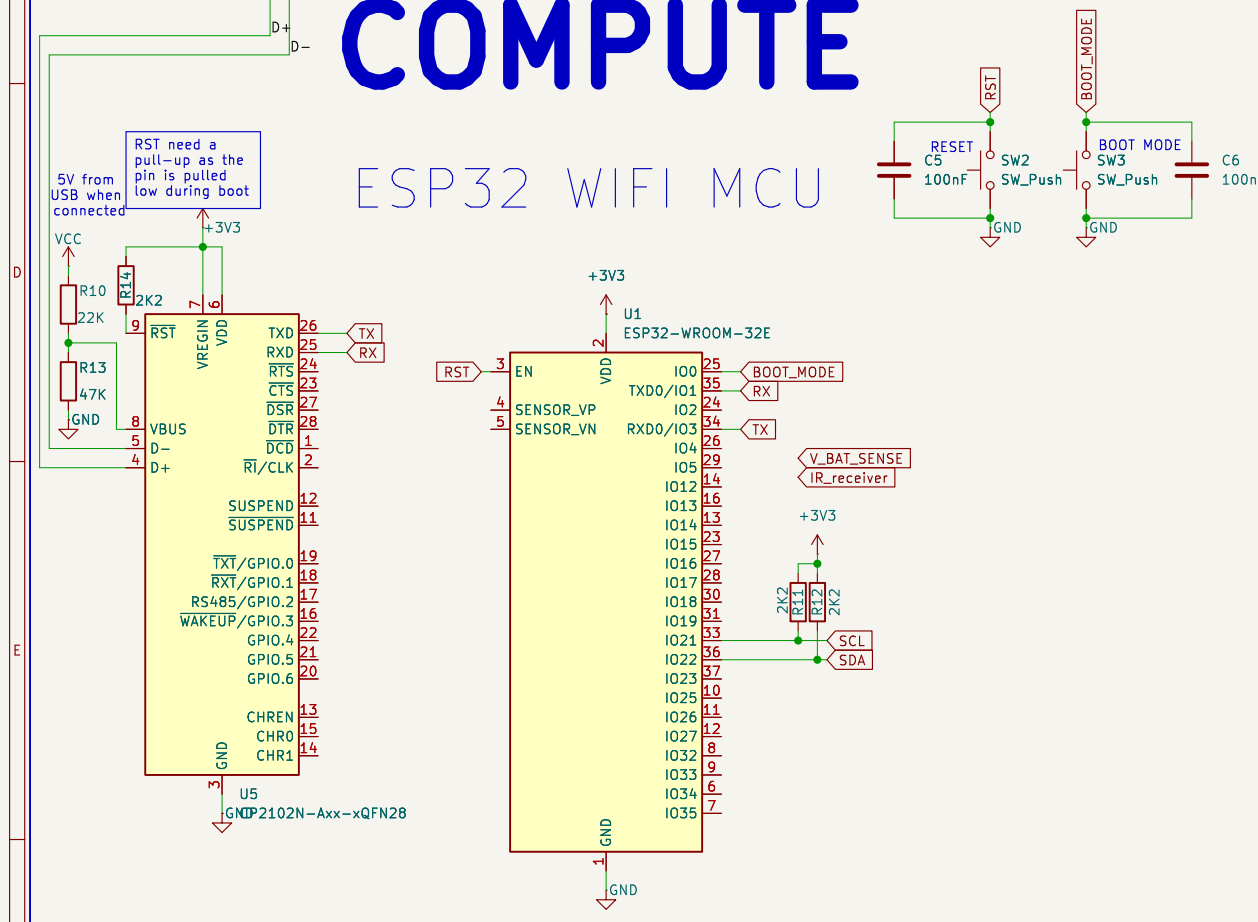 D+
D-
COMPUTE
ESP32 WIFI MCU
RST need a
pull-up as the
pin is pulled
low during boot
5V from
USB when
connected
VCC
+3V3
R10
22K
R14
2K2
R13
47K
GND
9 RST
8 VBUS
5 D-
4 D+
7 VREGIN
6 VDD
TXD 26 TX
RXD 25 RX
RTS 24
CTS 23
DSR 27
DTR 28
DCD 1
RI/CLK 2
SUSPEND 12
SUSPEND 11
TXT/GPIO.0 19
RXT/GPIO.1 18
RS485/GPIO.2 17
WAKEUP/GPIO.3 16
GPIO.4 22
GPIO.5 21
GPIO.6 20
CHREN 13
CHR0 15
CHR1 14
GND
3
U5
GND
CP2102N-Axx-xQFN28
+3V3
U1
ESP32-WROOM-32E
2
VDD
RST 3 EN
4 SENSOR_VP
5 SENSOR_VN
IO0 25 BOOT_MODE
TXD0/IO1 35 RX
IO2 24
RXD0/IO3 34 TX
IO4 26
IO5 29
IO12 14
IO13 16
IO14 13
IO15 23
IO16 27
IO17 28
IO18 30
IO19 31
IO21 33 SCL
IO22 36 SDA
IO23 37
IO25 10
IO26 11
IO27 12
IO32 8
IO33 9
IO34 6
IO35 7
GND
1
GND
V_BAT_SENSE
IR_receiver
+3V3
2K2
R11
R12
2K2
RST
RESET
C5
100nF
SW2
SW_Push
GND
BOOT_MODE
BOOT MODE
SW3
SW_Push
C6
100n
GND
D
E